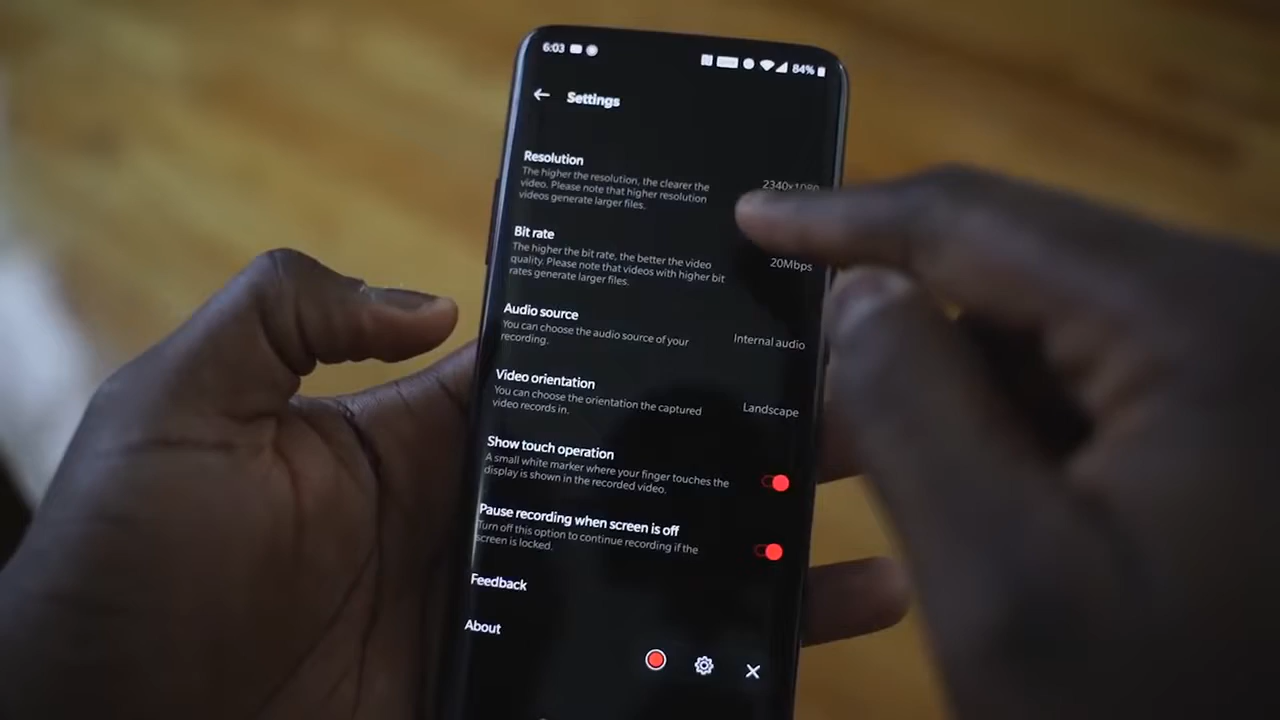 6:03
84%
Settings
Resolution
The higher the resolution, the clearer the
video. Please note that higher resolution
videos generate larger files.
2340x1080
Bit rate
The higher the bit rate, the better the video
quality. Please note that videos with higher bit
rates generate larger files.
20Mbps
Audio source
You can choose the audio source of your
recording.
Internal audio
Video orientation
You can choose the orientation the captured
video records in.
Landscape
Show touch operation
A small white marker where your finger touches the
display is shown in the recorded video.
Pause recording when screen is off
Turn off this option to continue recording if the
screen is locked.
Feedback
About